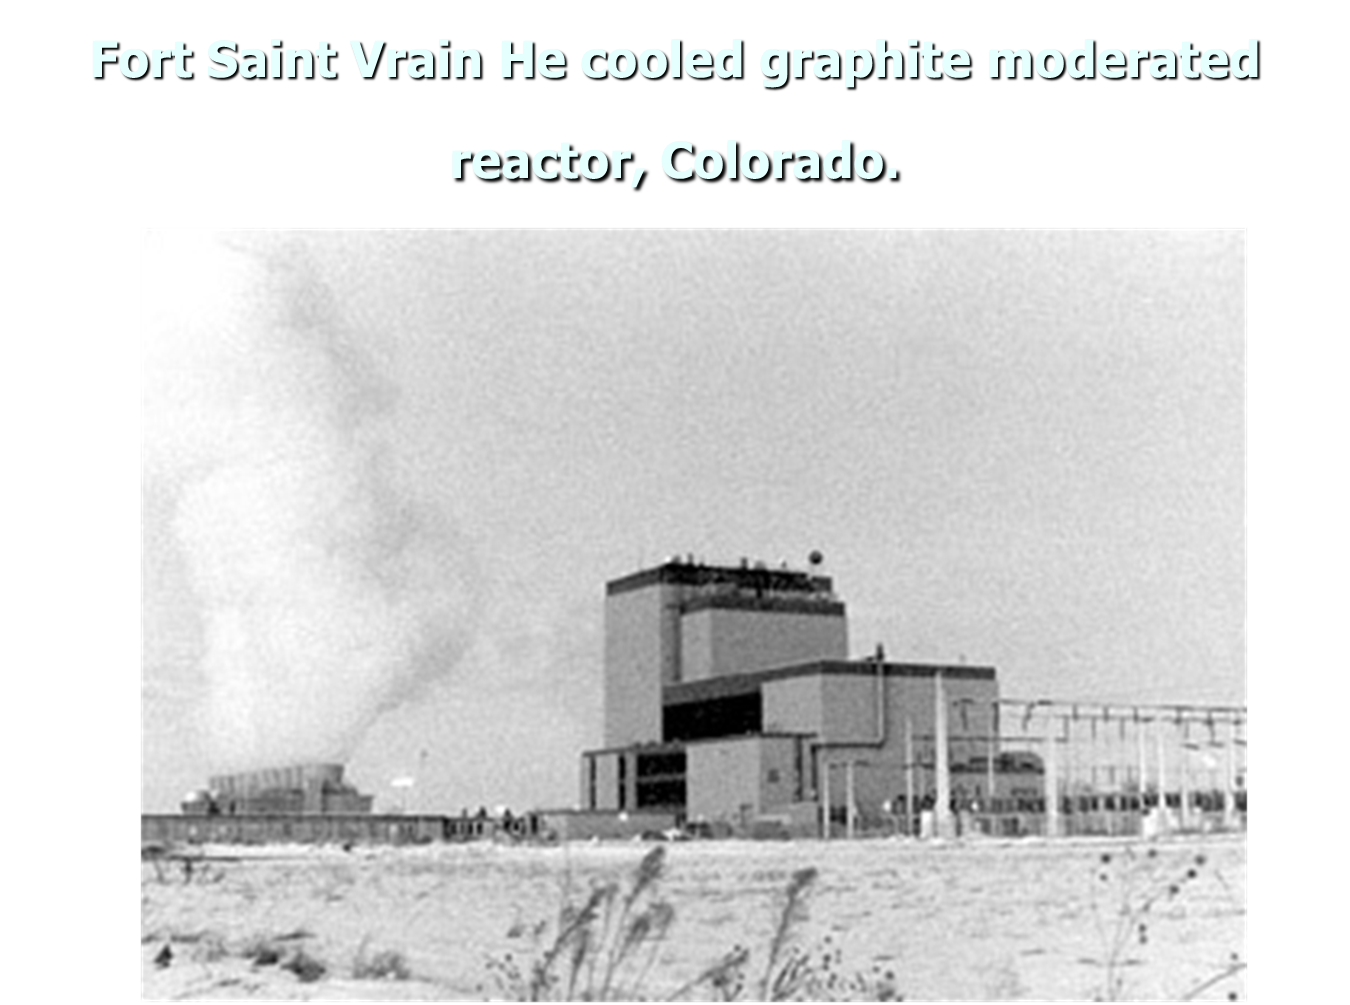 Fort Saint Vrain He cooled graphite moderated
reactor, Colorado.